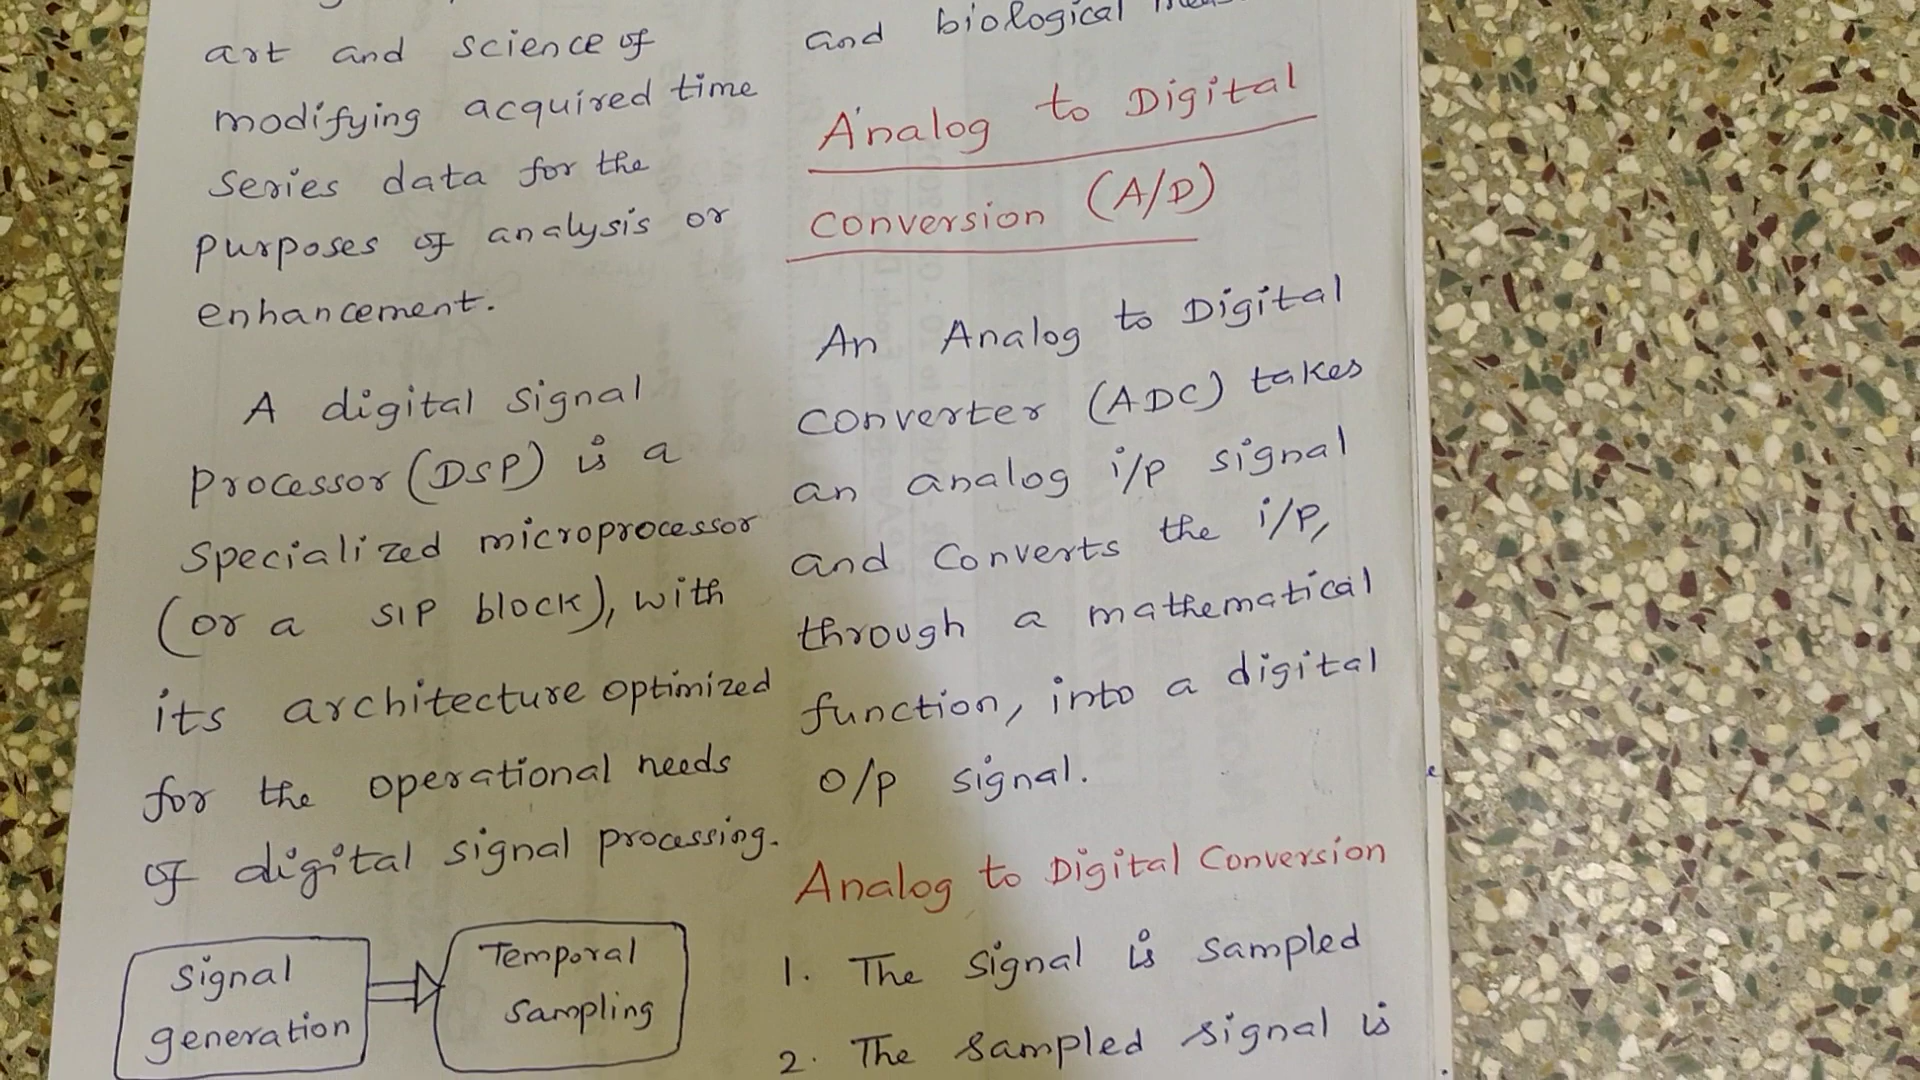 art and science of
modifying acquired time
series data for the
purposes of analysis or
enhancement.
A digital signal
processor (DSP) is a
specialized microprocessor
(or a SIP block), with
its architecture optimized
for the operational needs
of digital signal processing.
Signal
generation
Temporal
Sampling
and biological
Analog to Digital
Conversion (A/D)
An Analog to Digital
Converter (ADC) takes
an analog i/p signal
and converts the i/p,
through a mathematical
function, into a digital
o/p signal.
Analog to Digital Conversion
1. The signal is sampled
2. The sampled signal is